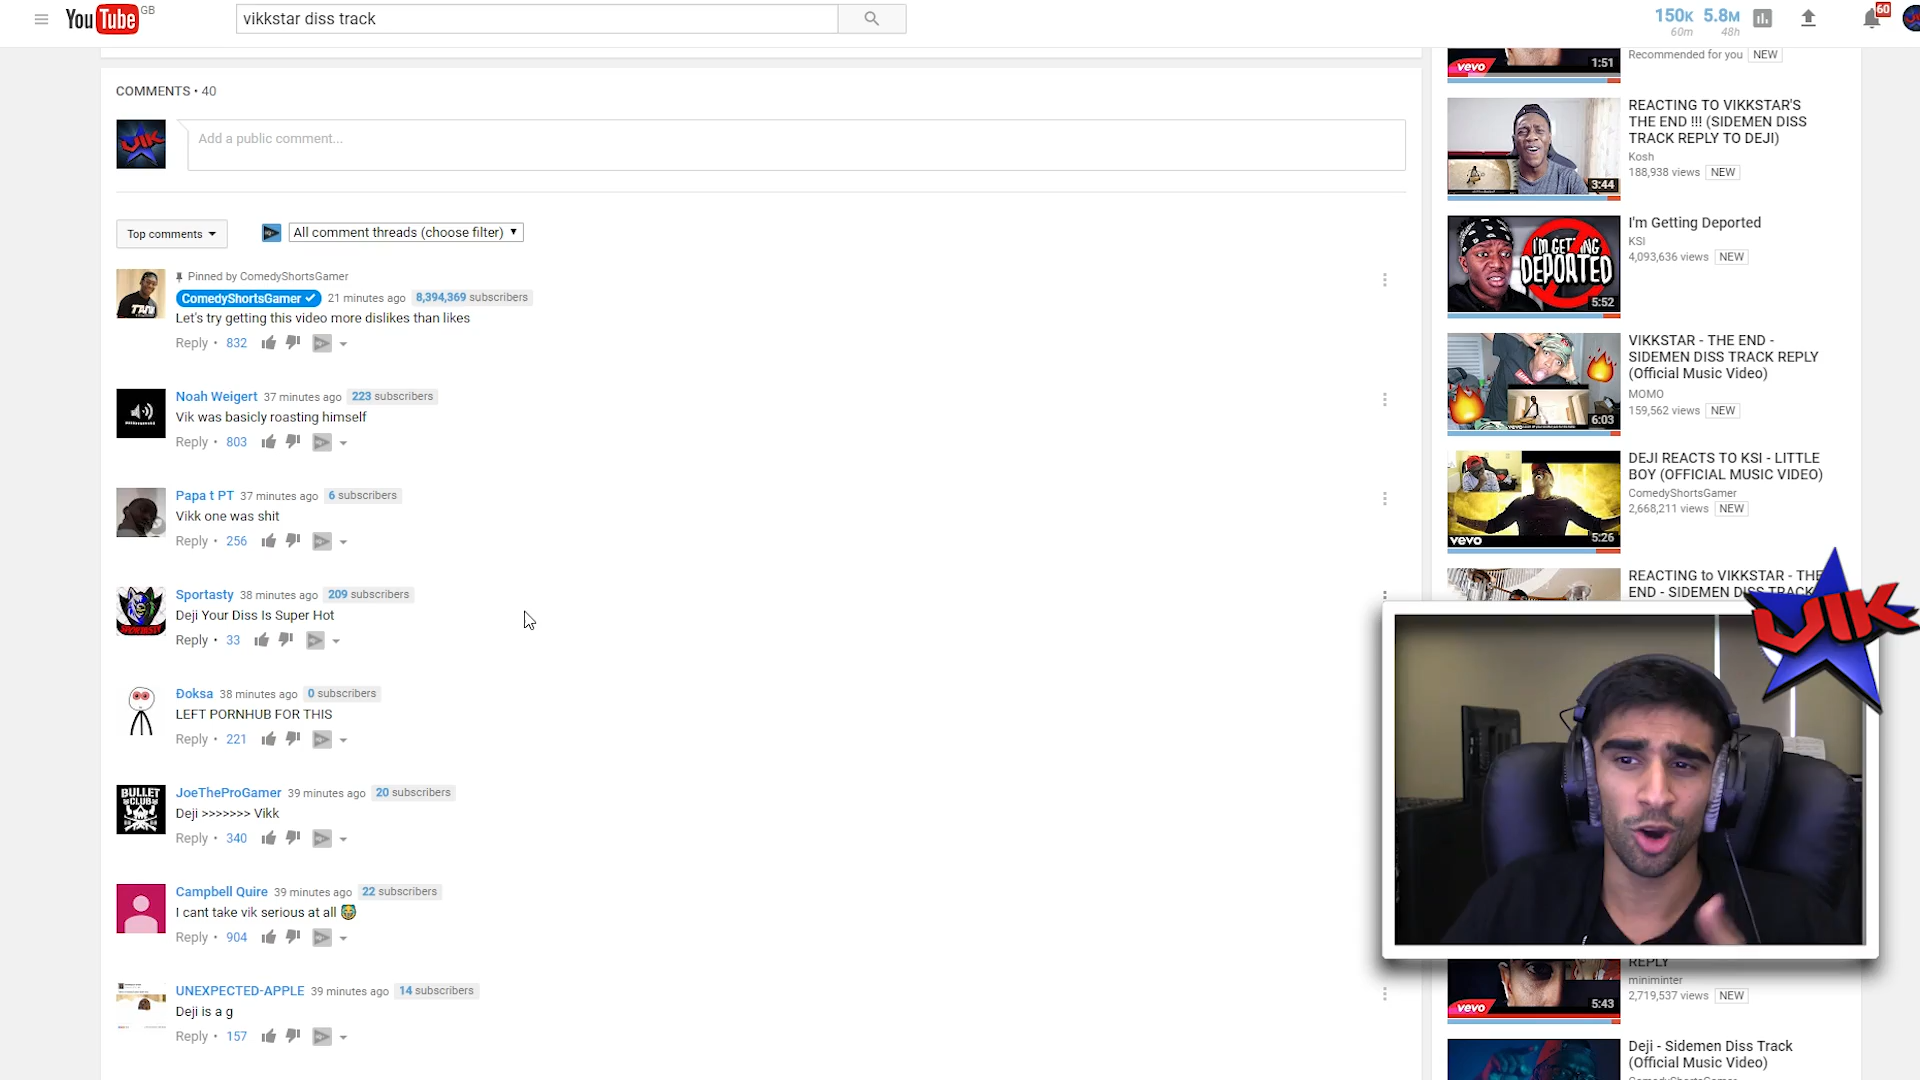 YouTube GB
vikkstar diss track
150K 60m
5.8M 48h
60
COMMENTS • 40
VIK
Add a public comment...
Top comments
All comment threads (choose filter)
Pinned by ComedyShortsGamer
ComedyShortsGamer 21 minutes ago 8,394,369 subscribers
Let's try getting this video more dislikes than likes
Reply • 832
Noah Weigert 37 minutes ago 223 subscribers
Vik was basicly roasting himself
Reply • 803
Papa t PT 37 minutes ago 6 subscribers
Vikk one was shit
Reply • 256
Sportasty 38 minutes ago 209 subscribers
Deji Your Diss Is Super Hot
Reply • 33
Đoksa 38 minutes ago 0 subscribers
LEFT PORNHUB FOR THIS
Reply • 221
BULLET
CLUB
JoeTheProGamer 39 minutes ago 20 subscribers
Deji >>>>>>> Vikk
Reply • 340
Campbell Quire 39 minutes ago 22 subscribers
I cant take vik serious at all
Reply • 904
UNEXPECTED-APPLE 39 minutes ago 14 subscribers
Deji is a g
Reply • 157
vevo
1:51
Recommended for you NEW
3:44
REACTING TO VIKKSTAR'S
THE END !!! (SIDEMEN DISS
TRACK REPLY TO DEJI)
Kosh
188,938 views NEW
I'M GETTING
DEPORTED
5:52
I'm Getting Deported
KSI
4,093,636 views NEW
6:03
VIKKSTAR - THE END -
SIDEMEN DISS TRACK REPLY
(Official Music Video)
MOMO
159,562 views NEW
vevo
5:26
DEJI REACTS TO KSI - LITTLE
BOY (OFFICIAL MUSIC VIDEO)
ComedyShortsGamer
2,668,211 views NEW
REACTING to VIKKSTAR - THE
END - SIDEMEN DISS TRACK
VIK
REPLY
miniminter
2,719,537 views NEW
vevo
5:43
Deji - Sidemen Diss Track
(Official Music Video)
ComedyShortsGamer